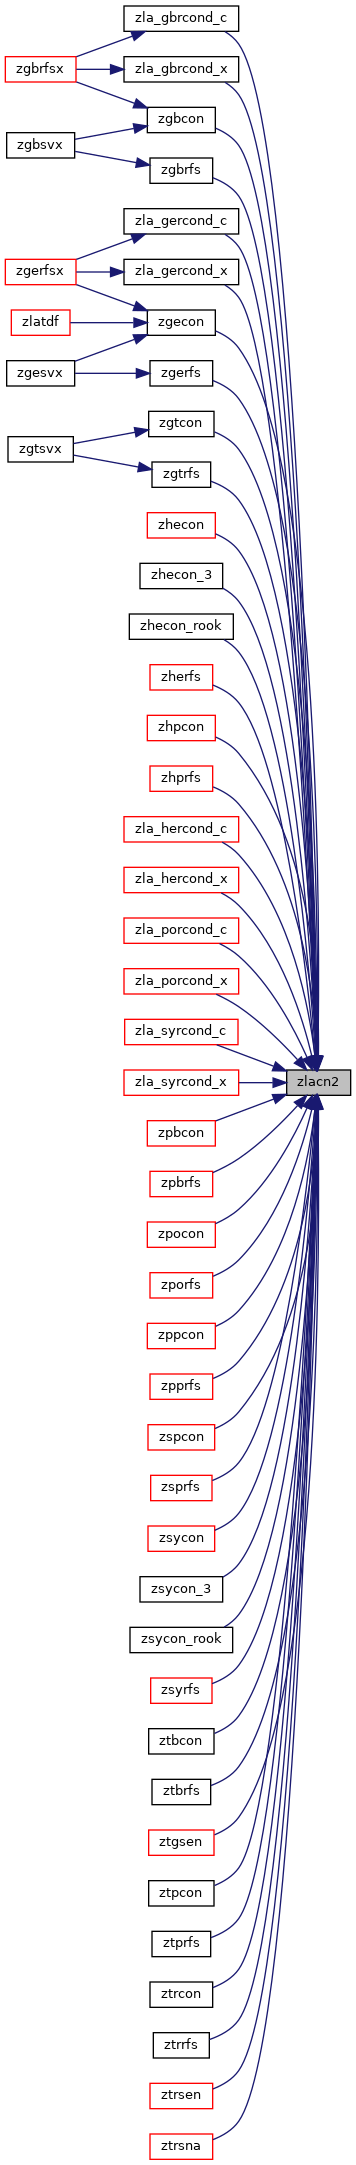 zla_gbrcond_c
zgbrfsx
zla_gbrcond_x
zgbcon
zgbsvx
zgbrfs
zla_gercond_c
zgerfsx
zla_gercond_x
zlatdf
zgecon
zgesvx
zgerfs
zgtcon
zgtsvx
zgtrfs
zhecon
zhecon_3
zhecon_rook
zherfs
zhpcon
zhprfs
zla_hercond_c
zla_hercond_x
zla_porcond_c
zla_porcond_x
zla_syrcond_c
zla_syrcond_x
zlacn2
zpbcon
zpbrfs
zpocon
zporfs
zppcon
zpprfs
zspcon
zsprfs
zsycon
zsycon_3
zsycon_rook
zsyrfs
ztbcon
ztbrfs
ztgsen
ztpcon
ztprfs
ztrcon
ztrrfs
ztrsen
ztrsna